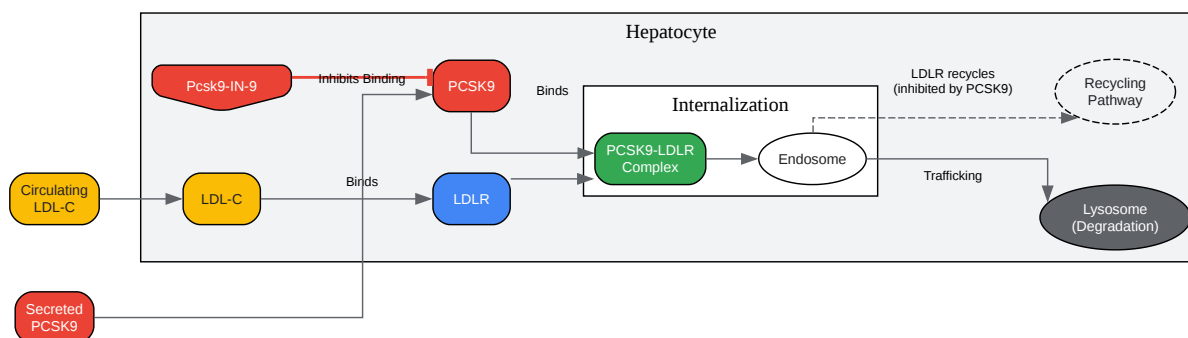 Hepatocyte
Pcsk9-IN-9
Inhibits Binding
PCSK9
Binds
Internalization
LDLR recycles
(inhibited by PCSK9)
Recycling
Pathway
PCSK9-LDLR
Complex
Endosome
Trafficking
Circulating
LDL-C
LDL-C
Binds
LDLR
Lysosome
(Degradation)
Secreted
PCSK9